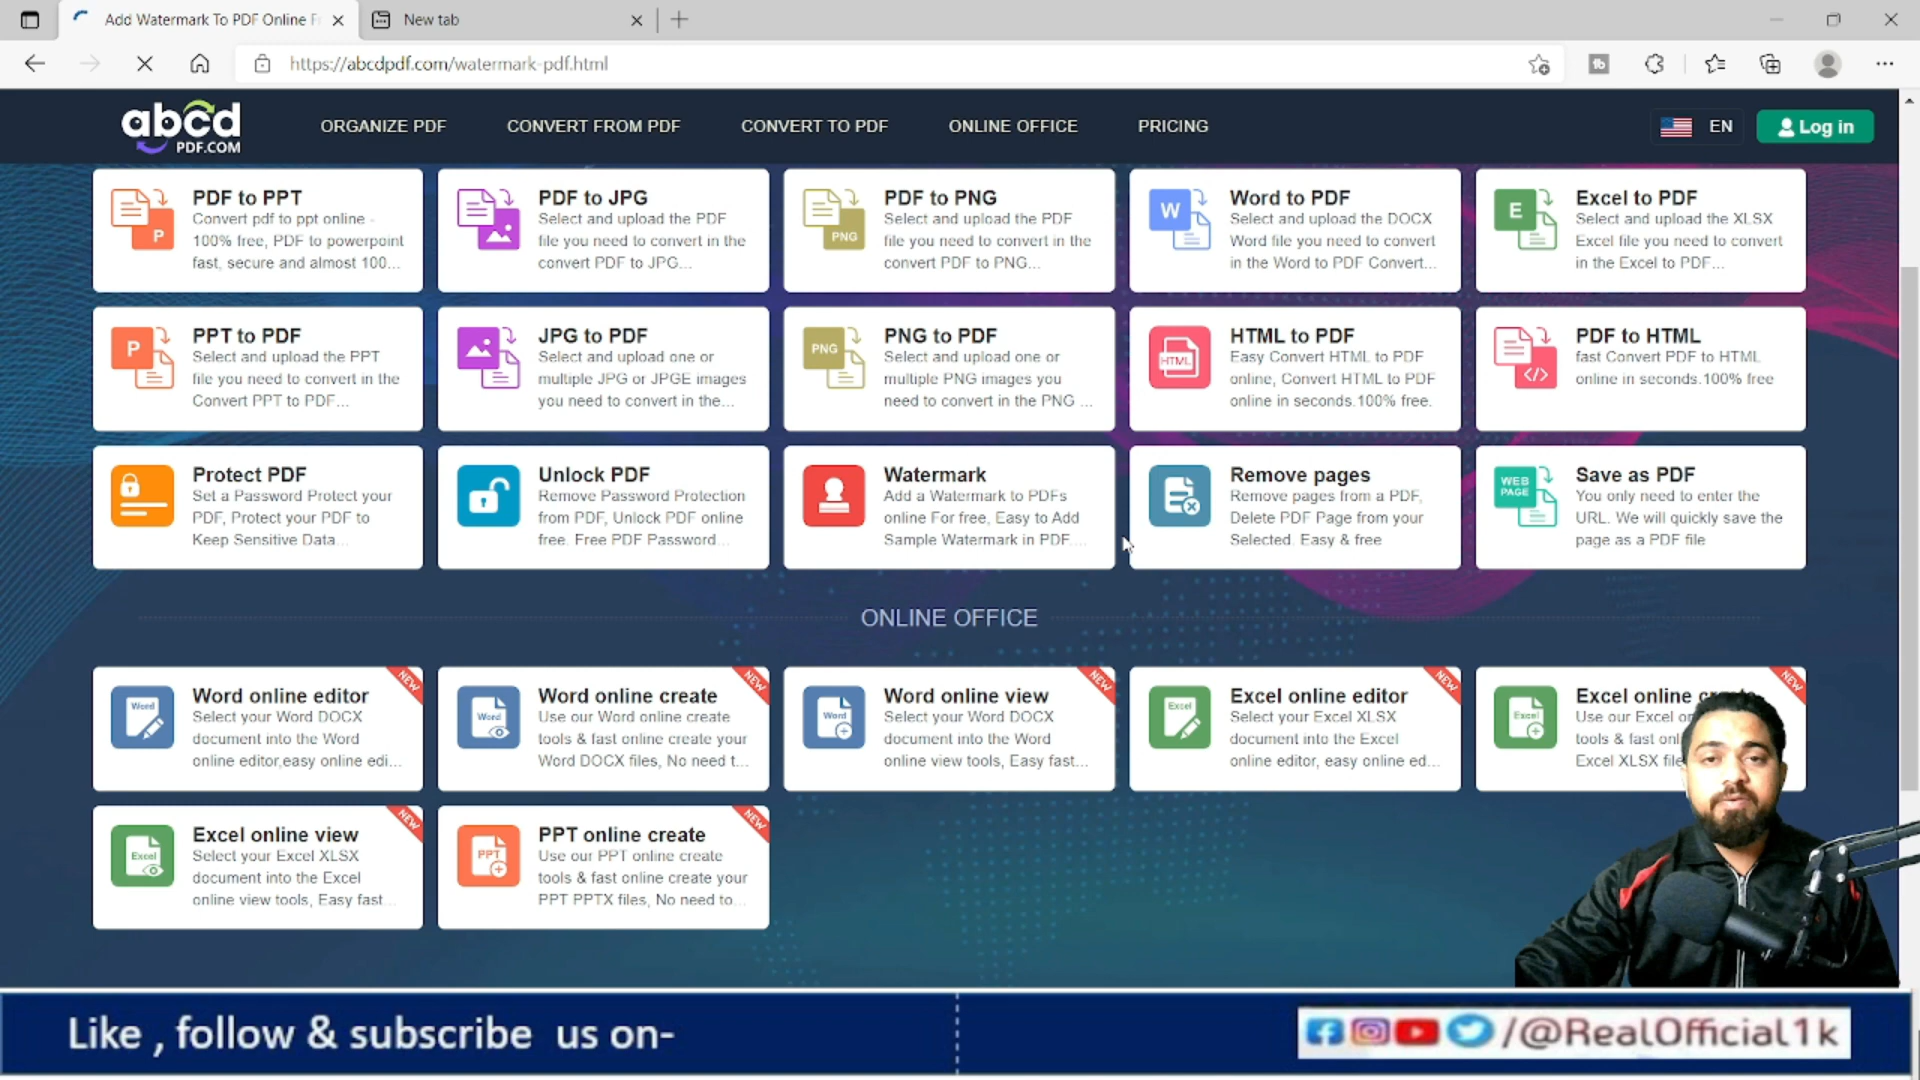 Add Watermark To PDF Online F
New tab
https://abcdpdf.com/watermark-pdf.html
abcd
PDF.COM
ORGANIZE PDF
CONVERT FROM PDF
CONVERT TO PDF
ONLINE OFFICE
PRICING
EN
Log in
P
PDF to PPT
Convert pdf to ppt online -
100% free, PDF to powerpoint
fast, secure and almost 100...
PDF to JPG
Select and upload the PDF
file you need to convert in the
convert PDF to JPG...
PNG
PDF to PNG
Select and upload the PDF
file you need to convert in the
convert PDF to PNG...
W
Word to PDF
Select and upload the DOCX
Word file you need to convert
in the Word to PDF Convert...
E
Excel to PDF
Select and upload the XLSX
Excel file you need to convert
in the Excel to PDF...
P
PPT to PDF
Select and upload the PPT
file you need to convert in the
Convert PPT to PDF...
JPG to PDF
Select and upload one or
multiple JPG or JPGE images
you need to convert in the...
PNG
PNG to PDF
Select and upload one or
multiple PNG images you
need to convert in the PNG ...
HTML
HTML to PDF
Easy Convert HTML to PDF
online, Convert HTML to PDF
online in seconds.100% free.
</>
PDF to HTML
fast Convert PDF to HTML
online in seconds.100% free
Protect PDF
Set a Password Protect your
PDF, Protect your PDF to
Keep Sensitive Data...
Unlock PDF
Remove Password Protection
from PDF, Unlock PDF online
free. Free PDF Password...
Watermark
Add a Watermark to PDFs
online For free, Easy to Add
Sample Watermark in PDF....
Remove pages
Remove pages from a PDF,
Delete PDF Page from your
Selected. Easy & free
WEB
PAGE
Save as PDF
You only need to enter the
URL. We will quickly save the
page as a PDF file
ONLINE OFFICE
Word
Word online editor
Select your Word DOCX
document into the Word
online editor,easy online edi...
NEW
Word
Word online create
Use our Word online create
tools & fast online create your
Word DOCX files, No need t...
NEW
Word
Word online view
Select your Word DOCX
document into the Word
online view tools, Easy fast...
NEW
Excel
Excel online editor
Select your Excel XLSX
document into the Excel
online editor, easy online ed...
NEW
Excel
Excel online
Use our Excel
tools & fast
Excel XLSX file
NEW
Excel
Excel online view
Select your Excel XLSX
document into the Excel
online view tools, Easy fast...
NEW
PPT
PPT online create
Use our PPT online create
tools & fast online create your
PPT PPTX files, No need to...
NEW
Like , follow & subscribe us on-
/@RealOfficial1k